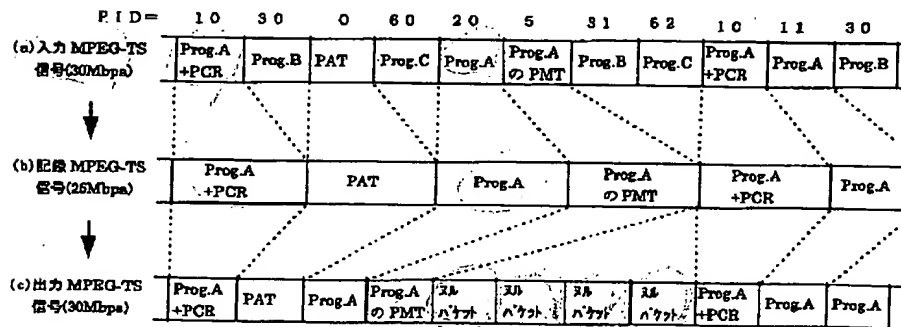 P.ID= 10 30 0 60 20 5 31 62 10 11 30
(a)入力 MPEG-TS
信号(30Mbpa)
Prog.A
+PCR
Prog.B
PAT
Prog.C
Prog.A
Prog.A
の PMT
Prog.B
Prog.C
Prog.A
+PCR
Prog.A
Prog.B
(b)記録 MPEG-TS
信号(25Mbpa)
Prog.A
+PCR
PAT
Prog.A
Prog.A
の PMT
Prog.A
+PCR
Prog.A
(c)出力 MPEG-TS
信号(30Mbpa)
Prog.A
+PCR
PAT
Prog.A
Prog.A
の PMT
ヌル
パケット
ヌル
パケット
ヌル
パケット
ヌル
パケット
Prog.A
+PCR
Prog.A
Prog.A